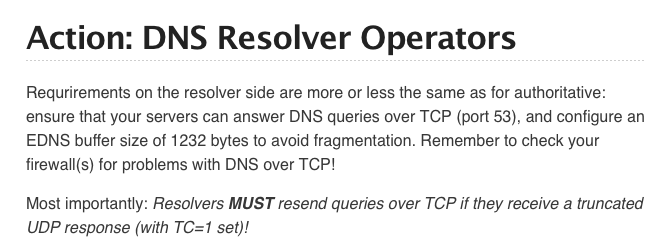 Action: DNS Resolver Operators
Requrirements on the resolver side are more or less the same as for authoritative:
ensure that your servers can answer DNS queries over TCP (port 53), and configure an
EDNS buffer size of 1232 bytes to avoid fragmentation. Remember to check your
firewall(s) for problems with DNS over TCP!
Most importantly: Resolvers MUST resend queries over TCP if they receive a truncated
UDP response (with TC=1 set)!